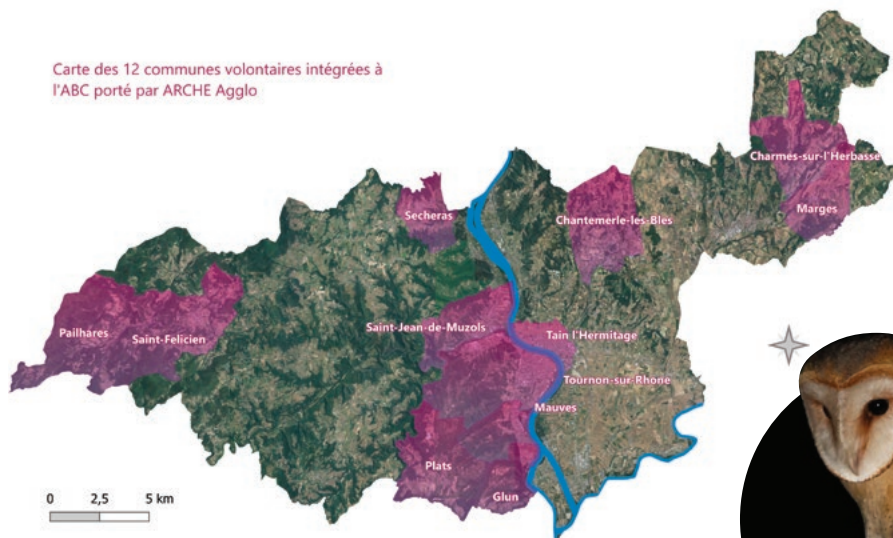 Carte des 12 communes volontaires intégrées à
l'ABC porté par ARCHE Agglo
Charmes-sur-l'Herbasse
Secheras
Chantemerle-les-Bles
Marges
Pailhares
Saint-Felicien
Saint-Jean-de-Muzols
Tain l'Hermitage
Tournon-sur-Rhone
Mauves
Plats
Glun
0 2,5 5 km